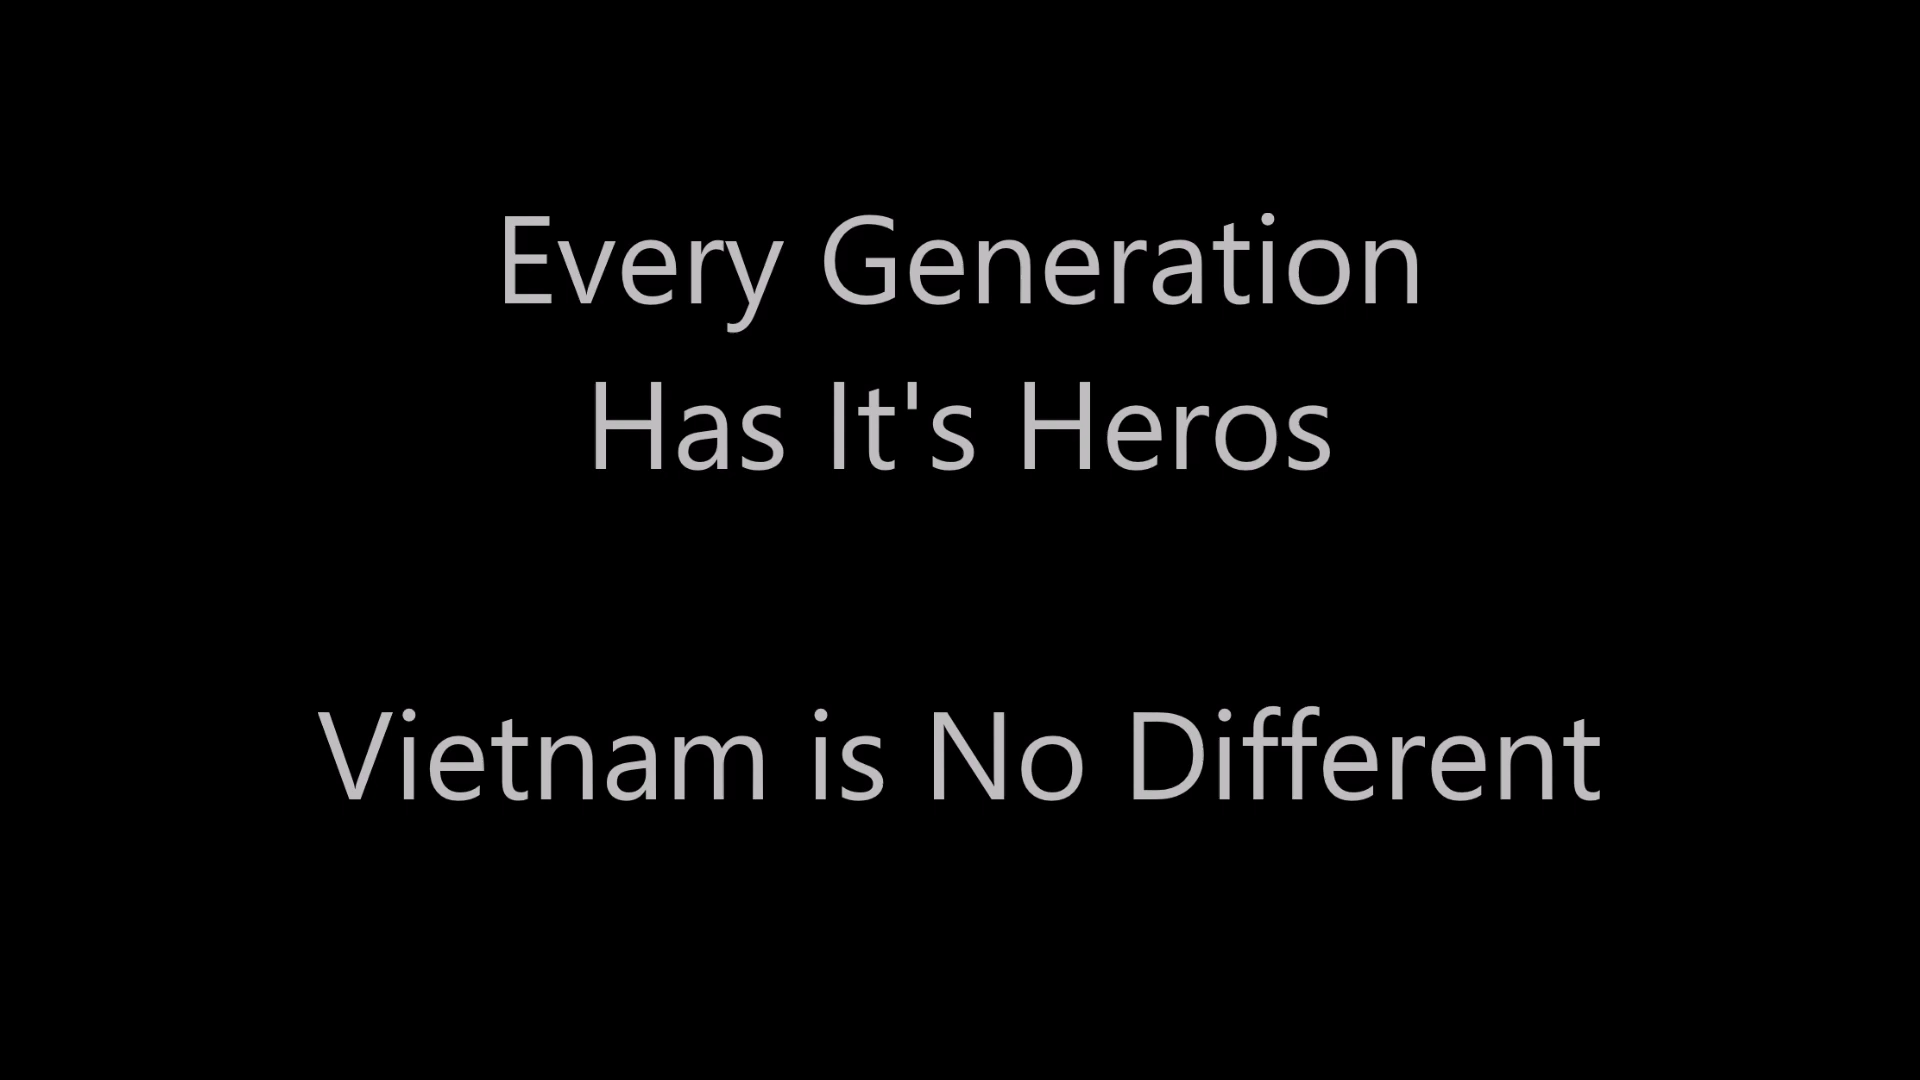 Every Generation
Has It's Heros
Vietnam is No Different